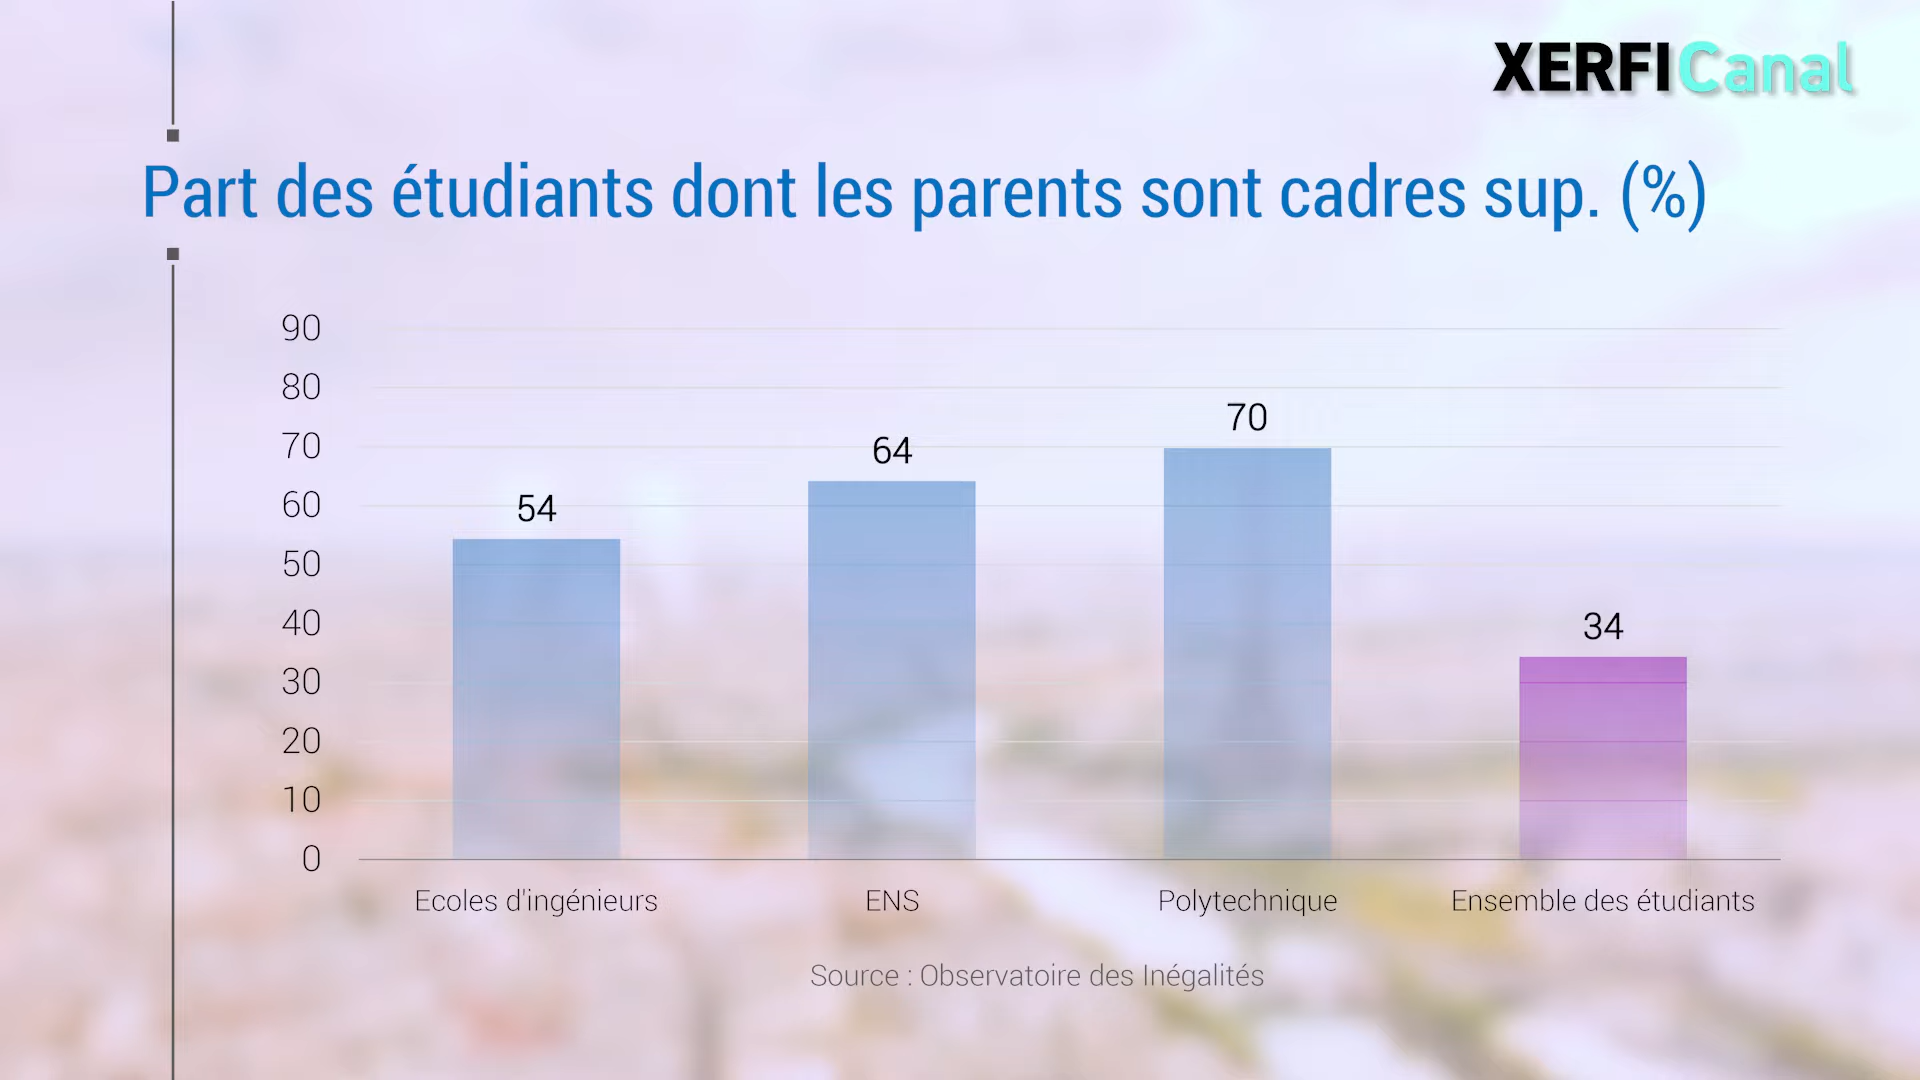 XERFI Canal
Part des étudiants dont les parents sont cadres sup. (%)
90
80
70
60
50
40
30
20
10
0
54
64
70
34
Ecoles d'ingénieurs
ENS
Polytechnique
Ensemble des étudiants
Source : Observatoire des Inégalités